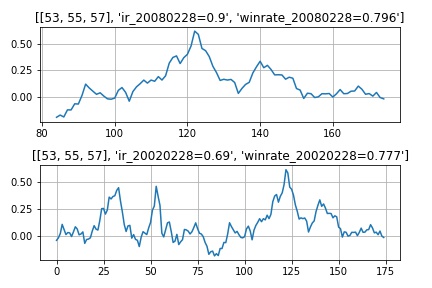 [[53, 55, 57], 'ir_20080228=0.9', 'winrate_20080228=0.796']
0.50
0.25
0.00
80 100 120 140 160
[[53, 55, 57], 'ir_20020228=0.69', 'winrate_20020228=0.777']
0.50
0.25
0.00
0 25 50 75 100 125 150 175